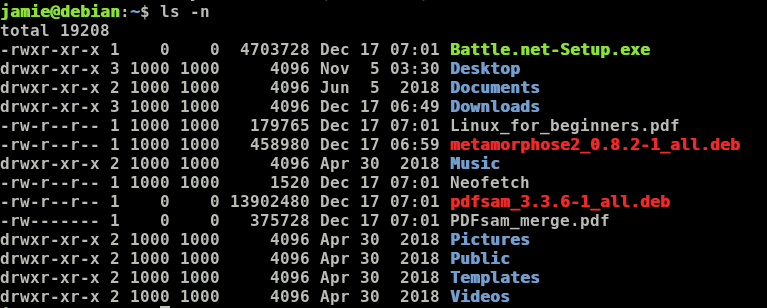 jamie@debian:~$ ls -n
total 19208
-rwxr-xr-x 1    0    0  4703728 Dec 17 07:01 Battle.net-Setup.exe
drwxr-xr-x 3 1000 1000     4096 Nov  5 03:30 Desktop
drwxr-xr-x 2 1000 1000     4096 Jun  5  2018 Documents
drwxr-xr-x 3 1000 1000     4096 Dec 17 06:49 Downloads
-rw-r--r-- 1 1000 1000   179765 Dec 17 07:01 Linux_for_beginners.pdf
-rw-r--r-- 1 1000 1000   458980 Dec 17 06:59 metamorphose2_0.8.2-1_all.deb
drwxr-xr-x 2 1000 1000     4096 Apr 30  2018 Music
-rw-r--r-- 1 1000 1000     1520 Dec 17 07:01 Neofetch
-rw-r--r-- 1    0    0 13902480 Dec 17 07:01 pdfsam_3.3.6-1_all.deb
-rw------- 1    0    0   375728 Dec 17 07:01 PDFsam_merge.pdf
drwxr-xr-x 2 1000 1000     4096 Apr 30  2018 Pictures
drwxr-xr-x 2 1000 1000     4096 Apr 30  2018 Public
drwxr-xr-x 2 1000 1000     4096 Apr 30  2018 Templates
drwxr-xr-x 2 1000 1000     4096 Apr 30  2018 Videos